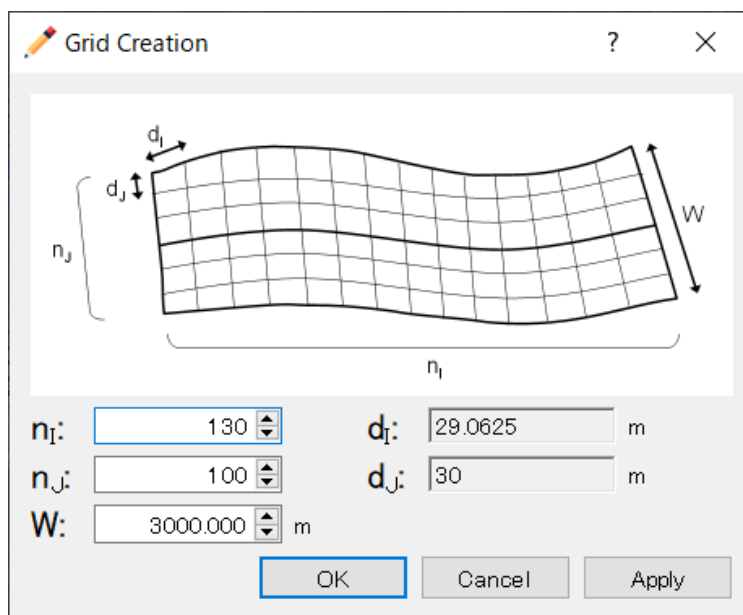 Grid Creation ?
dI
dJ
nJ
W
nI
nI: 130 dI: 29.0625 m
nJ: 100 dJ: 30 m
W: 3000.000 m
OK Cancel Apply